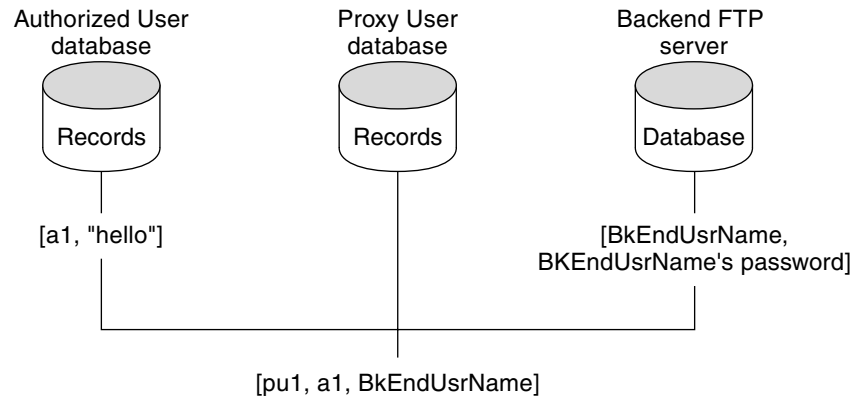 Authorized User
database
Proxy User
database
Backend FTP
server
Records
Records
Database
[a1, "hello"]
[BkEndUsrName,
BKEndUsrName's password]
[pu1, a1, BkEndUsrName]